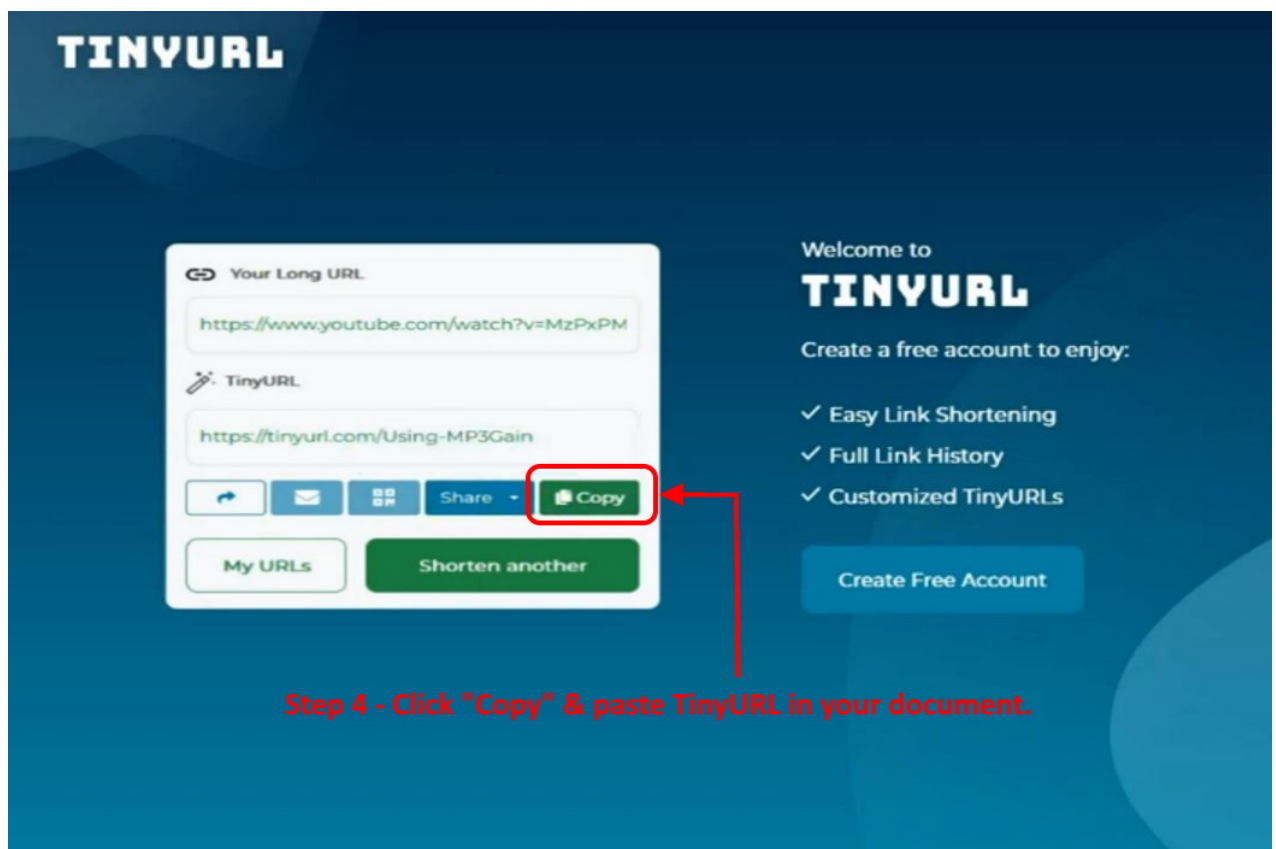 TINYURL
Your Long URL
https://www.youtube.com/watch?v=MzPxPM
TinyURL
https://tinyurl.com/Using-MP3Gain
Share
Copy
My URLs
Shorten another
Welcome to
TINYURL
Create a free account to enjoy:
✓ Easy Link Shortening
✓ Full Link History
✓ Customized TinyURLs
Create Free Account
Step 4 - Click "Copy" & paste TinyURL in your document.